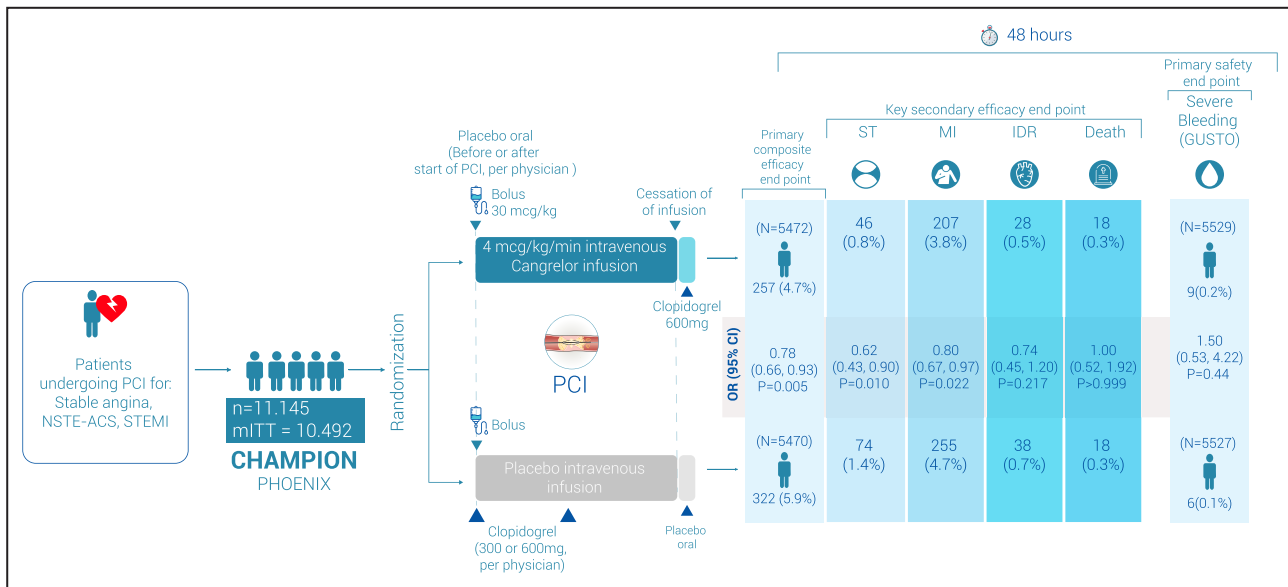 48 hours
Primary safety
end point
Key secondary efficacy end point
Severe
Bleeding
(GUSTO)
Primary
composite
efficacy
end point
ST
MI
IDR
Death
Placebo oral
(Before or after
start of PCI, per physician )
Bolus
30 mcg/kg
Cessation of
of infusion
4 mcg/kg/min intravenous
Cangrelor infusion
Clopidogrel
600mg
(N=5472)
257 (4.7%)
46
(0.8%)
207
(3.8%)
28
(0.5%)
18
(0.3%)
(N=5529)
9(0.2%)
Patients
undergoing PCI for:
Stable angina,
NSTE-ACS, STEMI
n=11.145
mITT = 10.492
CHAMPION
PHOENIX
Randomization
PCI
OR (95% CI)
0.78
(0.66, 0.93)
P=0.005
0.62
(0.43, 0.90)
P=0.010
0.80
(0.67, 0.97)
P=0.022
0.74
(0.45, 1.20)
P=0.217
1.00
(0.52, 1.92)
P>0.999
1.50
(0.53, 4.22)
P=0.44
Bolus
Placebo intravenous
infusion
Clopidogrel
(300 or 600mg,
per physician)
Placebo
oral
(N=5470)
322 (5.9%)
74
(1.4%)
255
(4.7%)
38
(0.7%)
18
(0.3%)
(N=5527)
6(0.1%)